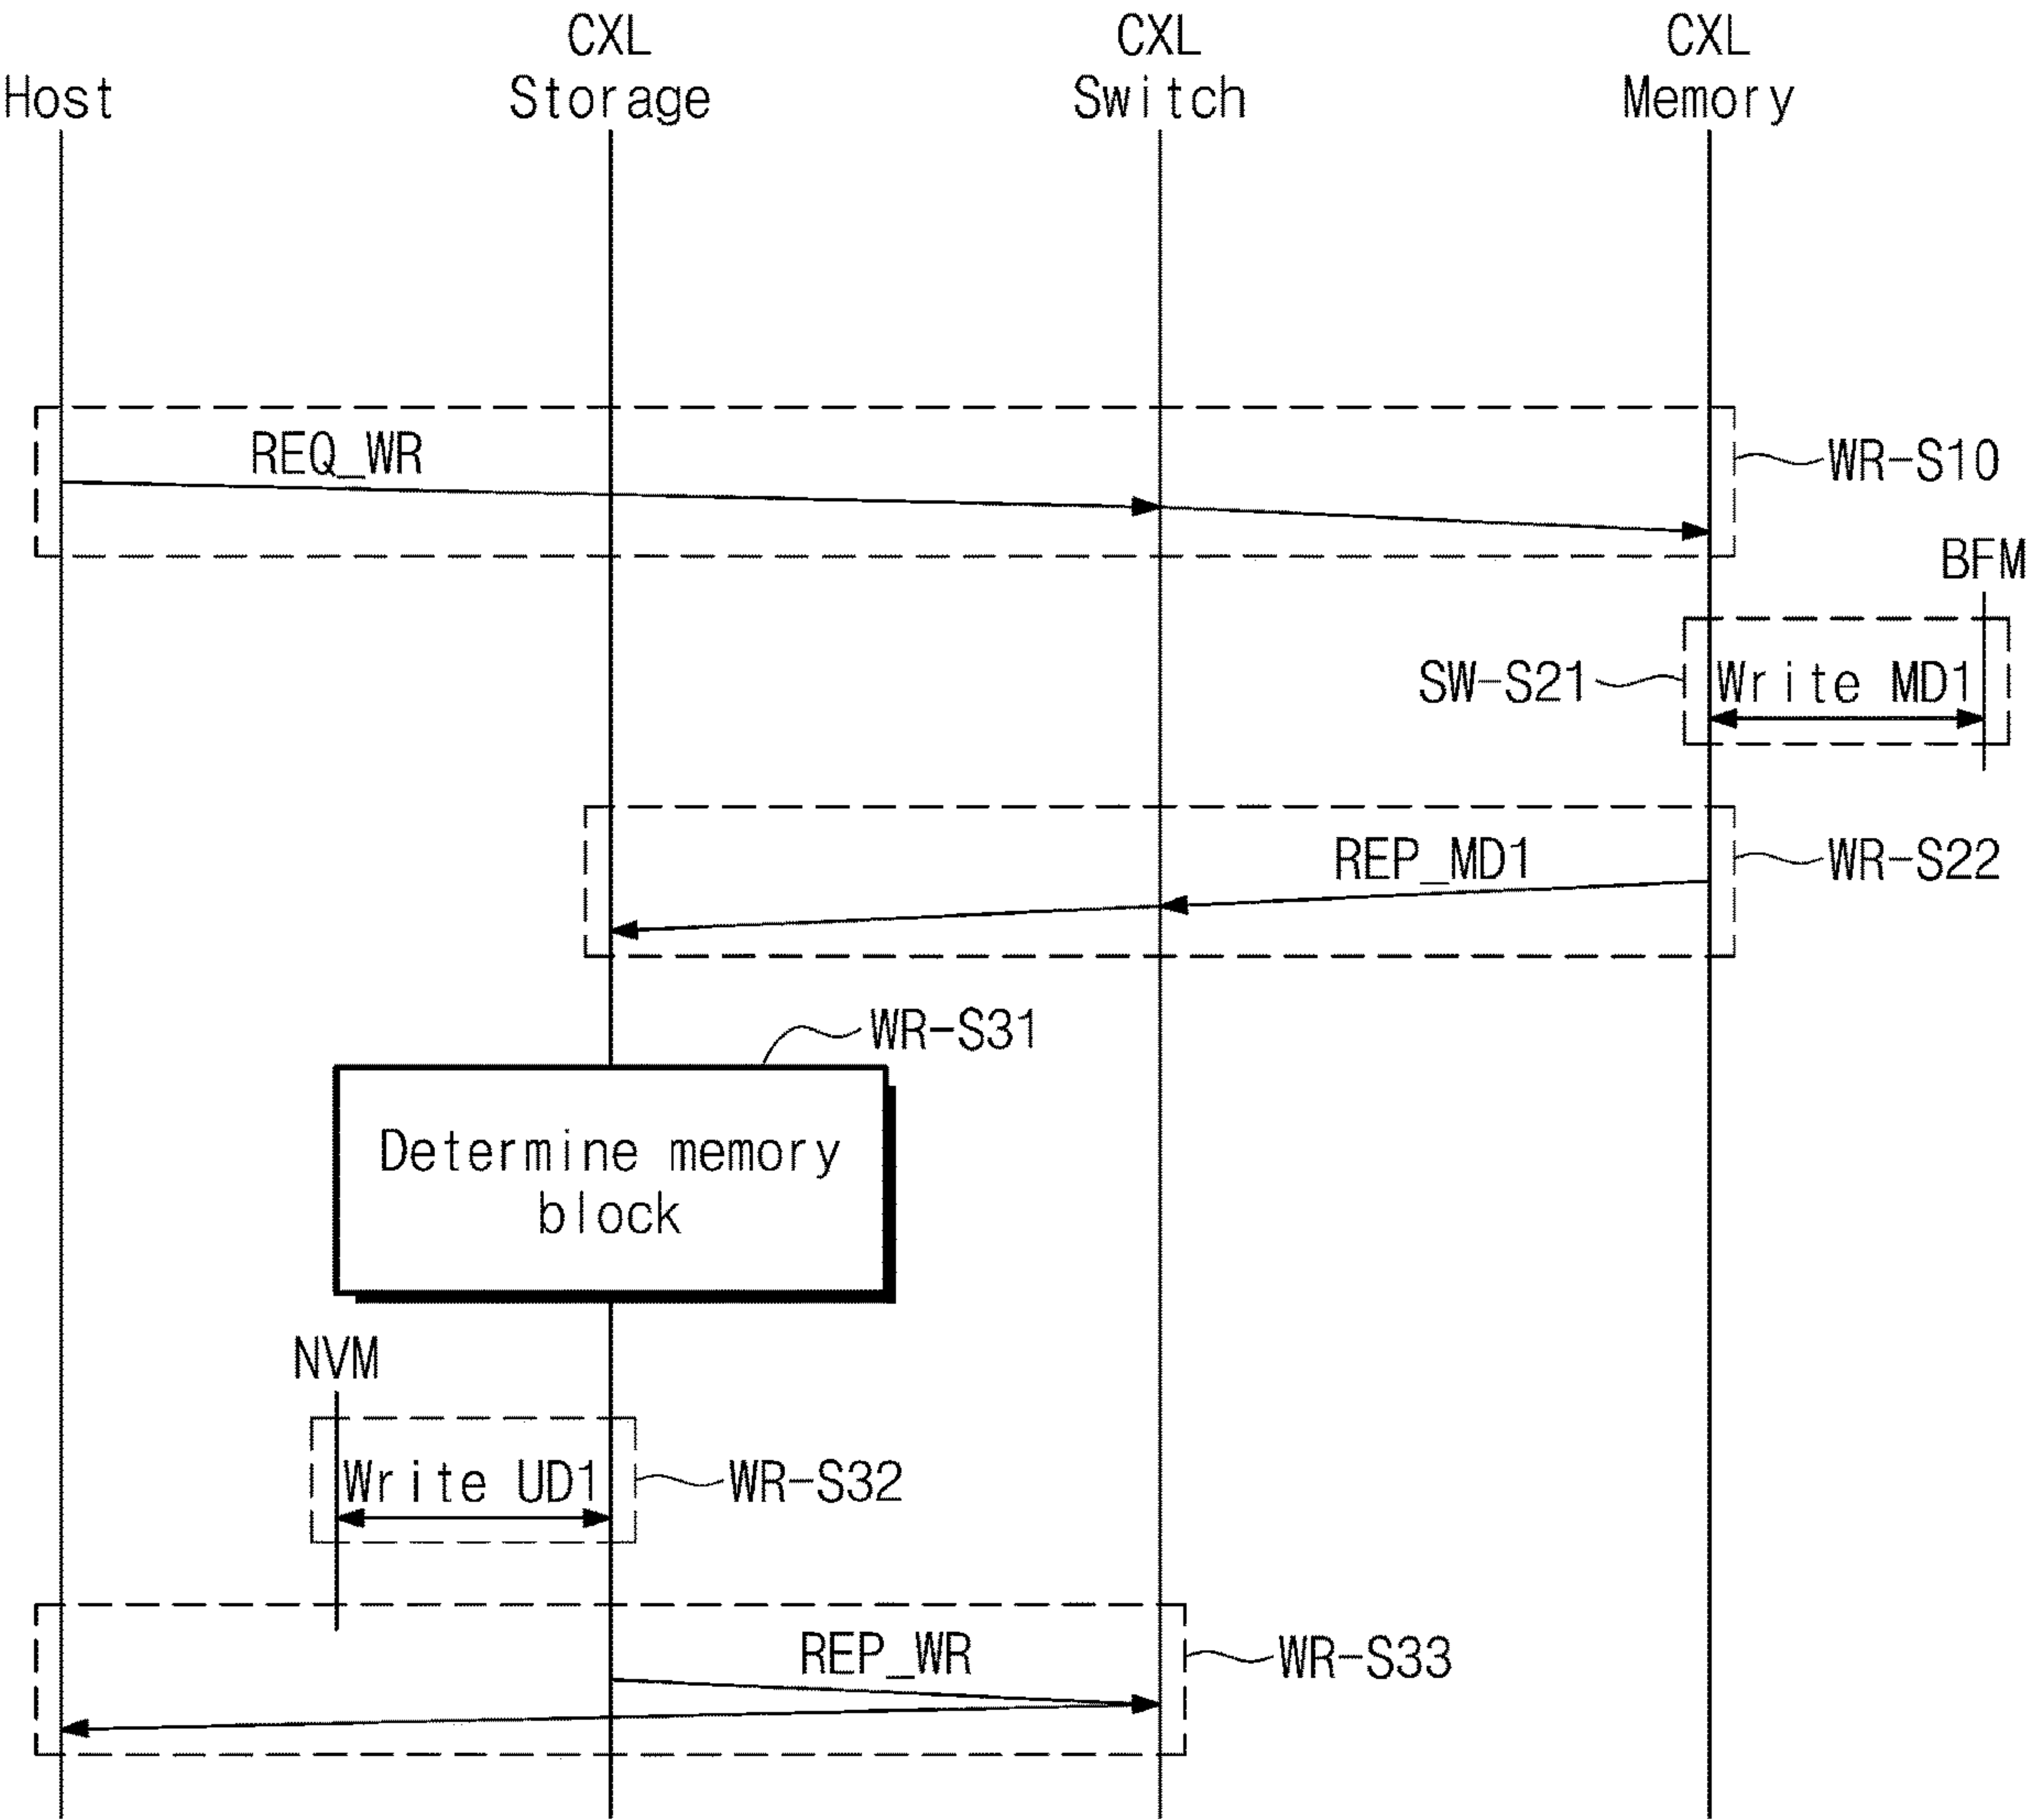 Host
CXL
Storage
CXL
Switch
CXL
Memory
REQ_WR
WR-S10
BFM
SW-S21
Write MD1
REP_MD1
WR-S22
WR-S31
Determine memory
block
NVM
Write UD1
WR-S32
REP_WR
WR-S33